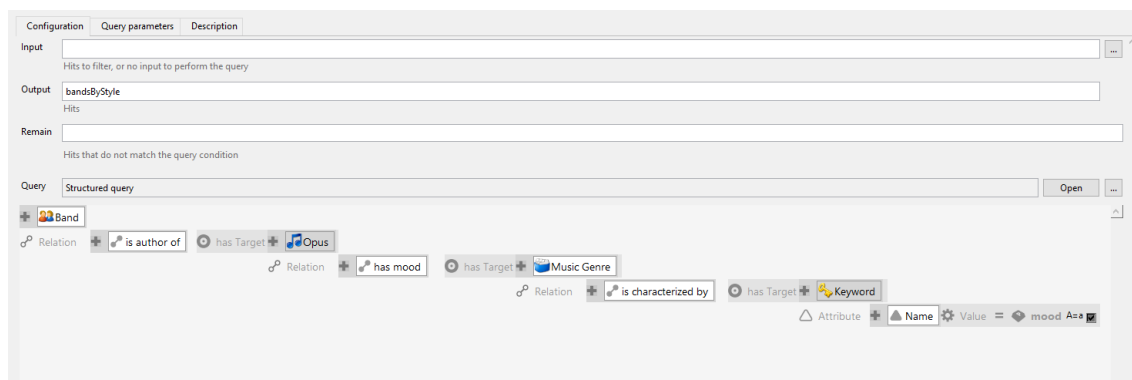 Configuration Query parameters Description
Input
...
Hits to filter, or no input to perform the query
Output bandsByStyle
Hits
Remain
Hits that do not match the query condition
Query Structured query Open ...
Band
Relation is author of has Target Opus
Relation has mood has Target Music Genre
Relation is characterized by has Target Keyword
Attribute Name Value = mood A=a